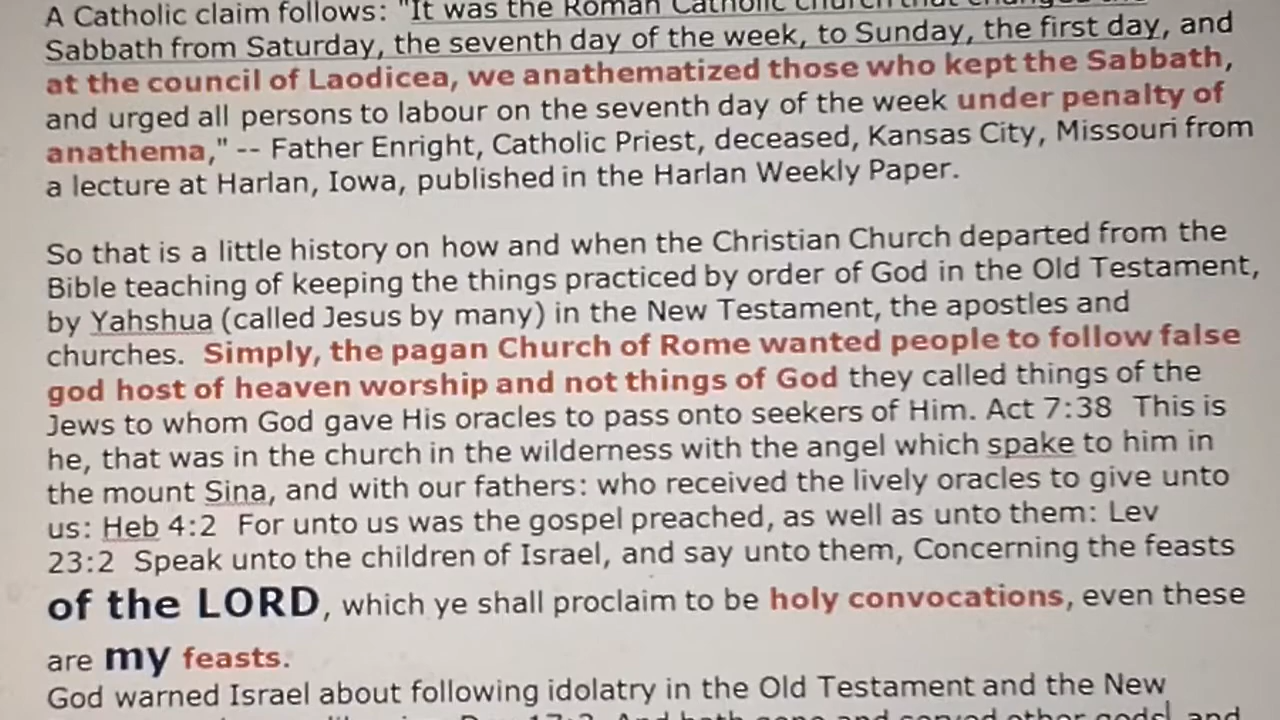 A Catholic claim follows: "It was the Roman Catholic church that changed the
Sabbath from Saturday, the seventh day of the week, to Sunday, the first day, and
at the council of Laodicea, we anathematized those who kept the Sabbath,
and urged all persons to labour on the seventh day of the week under penalty of
anathema," -- Father Enright, Catholic Priest, deceased, Kansas City, Missouri from
a lecture at Harlan, Iowa, published in the Harlan Weekly Paper.
So that is a little history on how and when the Christian Church departed from the
Bible teaching of keeping the things practiced by order of God in the Old Testament,
by Yahshua (called Jesus by many) in the New Testament, the apostles and
churches. Simply, the pagan Church of Rome wanted people to follow false
god host of heaven worship and not things of God they called things of the
Jews to whom God gave His oracles to pass onto seekers of Him. Act 7:38 This is
he, that was in the church in the wilderness with the angel which spake to him in
the mount Sina, and with our fathers: who received the lively oracles to give unto
us: Heb 4:2 For unto us was the gospel preached, as well as unto them: Lev
23:2 Speak unto the children of Israel, and say unto them, Concerning the feasts
of the LORD, which ye shall proclaim to be holy convocations, even these
are my feasts.
God warned Israel about following idolatry in the Old Testament and the New
And both gone and served other gods, and